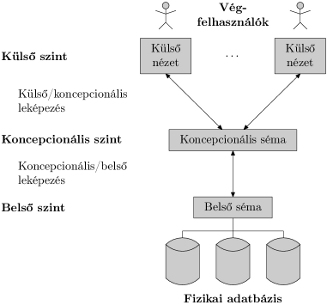 Vég-
felhasználók
Külső szint
Külső
nézet
. . .
Külső
nézet
Külső/koncepcionális
leképezés
Koncepcionális szint
Koncepcionális séma
Koncepcionális/belső
leképezés
Belső szint
Belső séma
Fizikai adatbázis